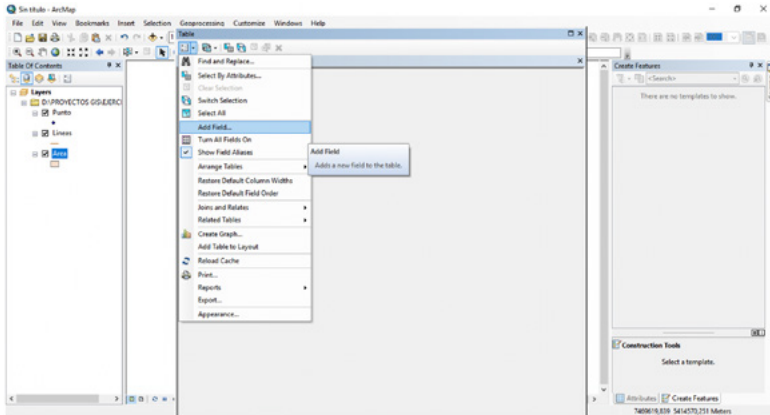 Sin título - ArcMap
File Edit View Bookmarks Insert Selection Geoprocessing Customize Windows Help
Table
Table Of Contents
Layers
D:\PROYECTOS GIS\EJERCI
Punto
Lineas
Area
Find and Replace...
Select By Attributes...
Clear Selection
Switch Selection
Select All
Add Field...
Turn All Fields On
Show Field Aliases
Arrange Tables
Restore Default Column Widths
Restore Default Field Order
Joins and Relates
Related Tables
Create Graph...
Add Table to Layout
Reload Cache
Print...
Reports
Export...
Appearance...
Add Field
Adds a new field to the table.
Create Features
<Search>
There are no templates to show.
Construction Tools
Select a template.
Attributes Create Features
7469619,039 5414570,251 Meters